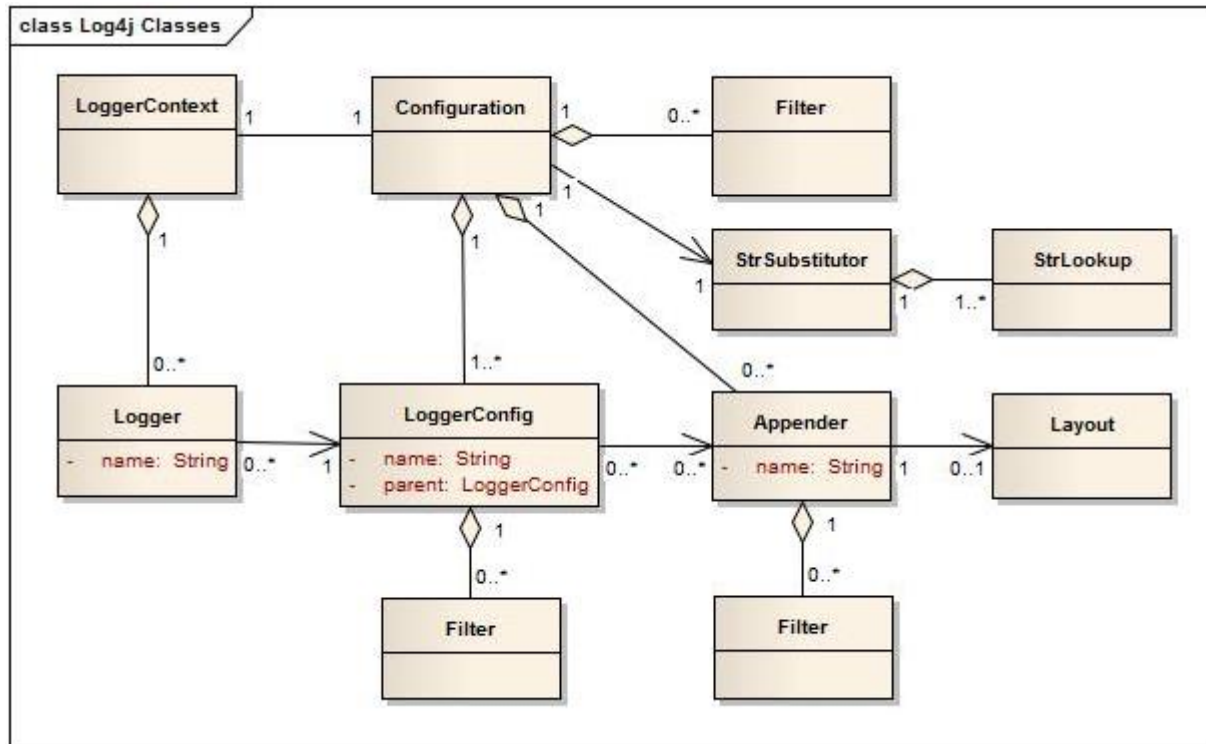 class Log4j Classes
LoggerContext
Configuration
Filter
1
1
1
0..*
1
1
1
1
1
StrSubstitutor
StrLookup
1
1
1..*
0..*
1..*
0..*
Logger
LoggerConfig
Appender
Layout
- name: String
0..*
1
- name: String
- parent: LoggerConfig
0..*
0..*
- name: String
1
0..1
1
1
0..*
0..*
Filter
Filter